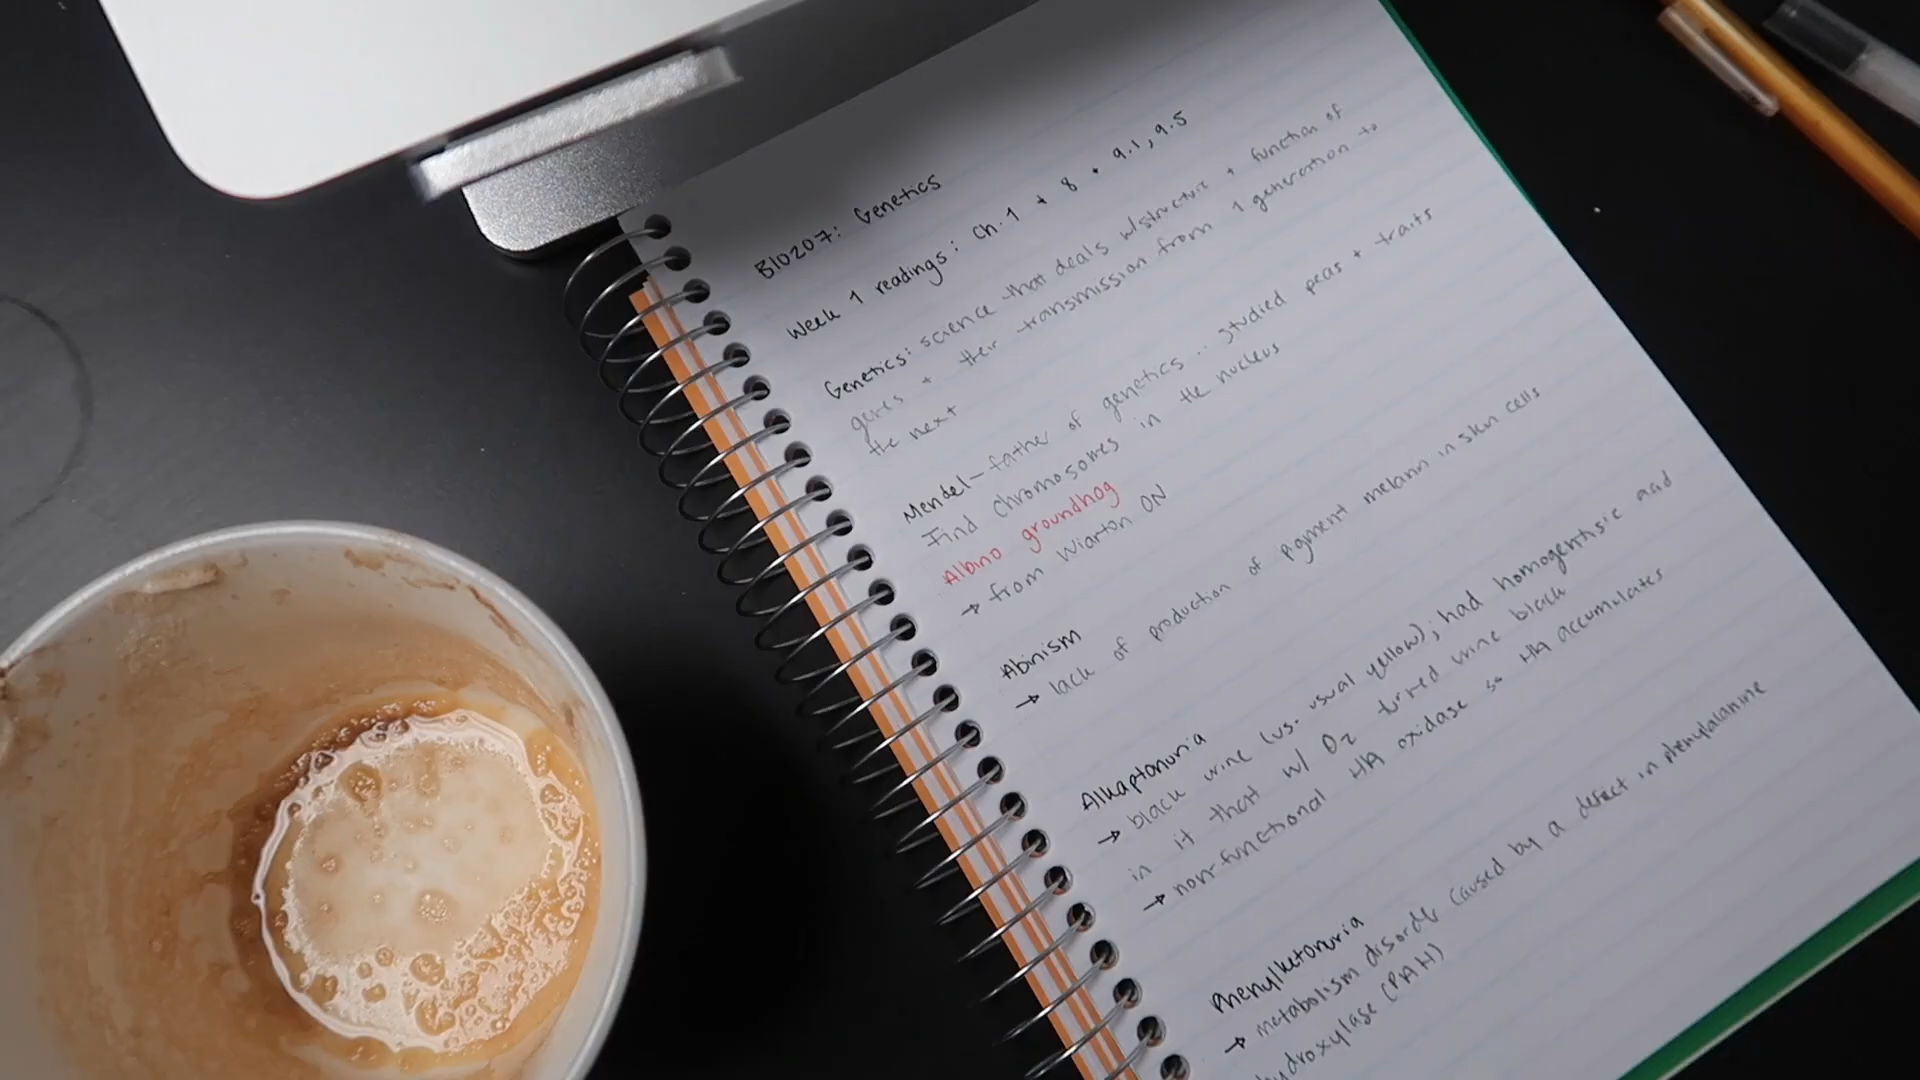 BIO207: Genetics
Week 1 readings: Ch. 1 + 8 + 9.1, 9.5
Genetics: science that deals w/structure + function of
genes + their transmission from 1 generation to
the next
Mendel - father of genetics .. studied peas + traits
Find chromosomes in the nucleus
Albino groundhog
→ from Wiarton ON
Abinism
→ lack of production of pigment melanin in skin cells
Alkaptonuria
→ black urine (vs. usual yellow); had homogentisic acid
in it that w/ O2 turned urine black
→ non-functional HA oxidase so HA accumulates
Phenylketonuria
→ metabolism disorder caused by a defect in phenylalanine
hydroxylase (PAH)